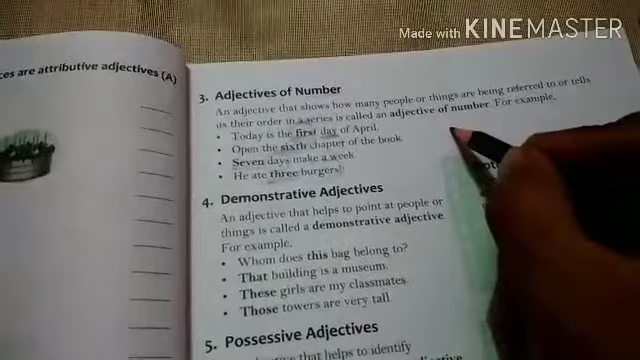 Made with KINEMASTER
ces are attributive adjectives (A)
3. Adjectives of Number
An adjective that shows how many people or things are being referred to or tells
us their order in a series is called an adjective of number. For example,
• Today is the first day of April.
• Open the sixth chapter of the book.
• Seven days make a week.
• He ate three burgers!
4. Demonstrative Adjectives
An adjective that helps to point at people or
things is called a demonstrative adjective
For example.
• Whom does this bag belong to?
• That building is a museum.
• These girls are my classmates.
• Those towers are very tall.
5. Possessive Adjectives
that helps to identify